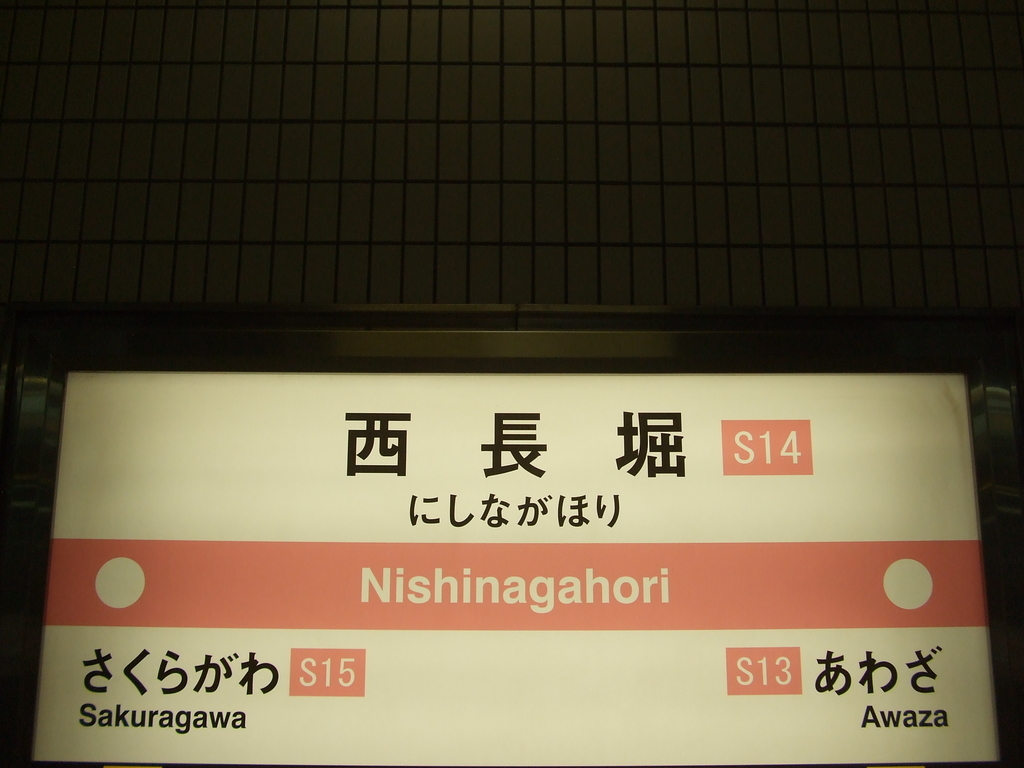 西長堀 S14
にしながほり
Nishinagahori
さくらがわ S15 S13 あわざ
Sakuragawa Awaza